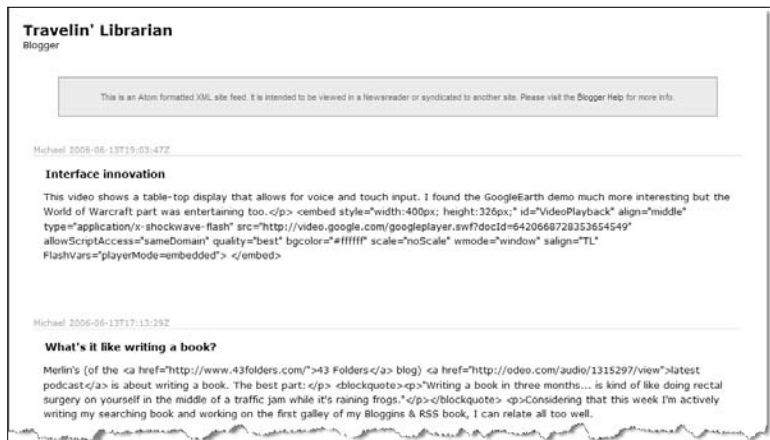 Travelin' Librarian
Blogger
This is an Atom formatted XML site feed. It is intended to be viewed in a Newsreader or syndicated to another site. Please visit the Blogger Help for more info.
Michael 2006-06-13T19:03:47Z
Interface innovation
This video shows a table-top display that allows for voice and touch input. I found the GoogleEarth demo much more interesting but the
World of Warcraft part was entertaining too.</p> <embed style="width:400px; height:326px;" id="VideoPlayback" align="middle"
type="application/x-shockwave-flash" src="http://video.google.com/googleplayer.swf?docId=6420668728353654549"
allowScriptAccess="sameDomain" quality="best" bgcolor="#ffffff" scale="noScale" wmode="window" salign="TL"
FlashVars="playerMode=embedded"> </embed>
Michael 2006-06-13T17:13:29Z
What's it like writing a book?
Merlin's (of the <a href="http://www.43folders.com/">43 Folders</a> blog) <a href="http://odeo.com/audio/1315297/view">latest
podcast</a> is about writing a book. The best part:</p> <blockquote><p>"Writing a book in three months... is kind of like doing rectal
surgery on yourself in the middle of a traffic jam while it's raining frogs."</p></blockquote> <p>Considering that this week I'm actively
writing my searching book and working on the first galley of my Bloggins & RSS book, I can relate all too well.